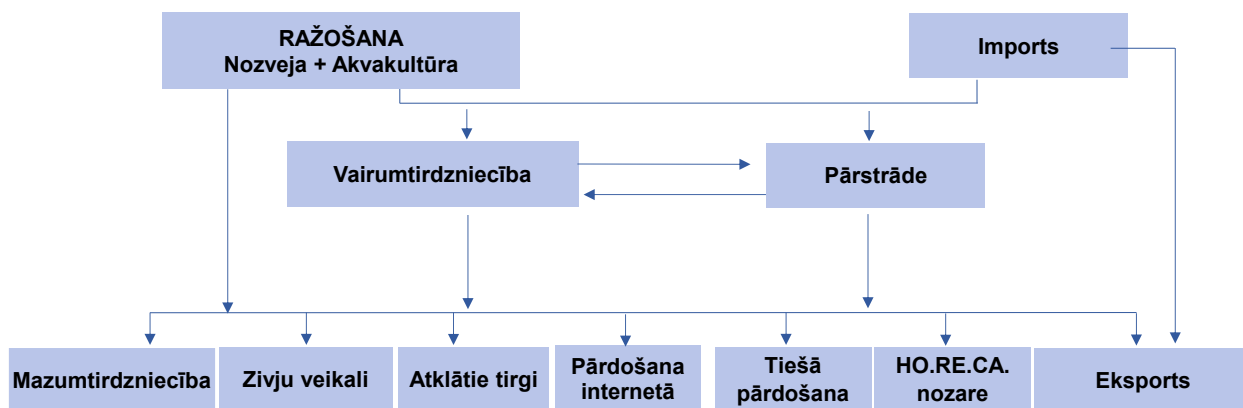 RAŽOŠANA
Nozveja + Akvakultūra
Imports
Vairumtirdzniecība
Pārstrāde
Mazumtirdzniecība
Zivju veikali
Atklātie tirgi
Pārdošana
internetā
Tiešā
pārdošana
HO.RE.CA.
nozare
Eksports